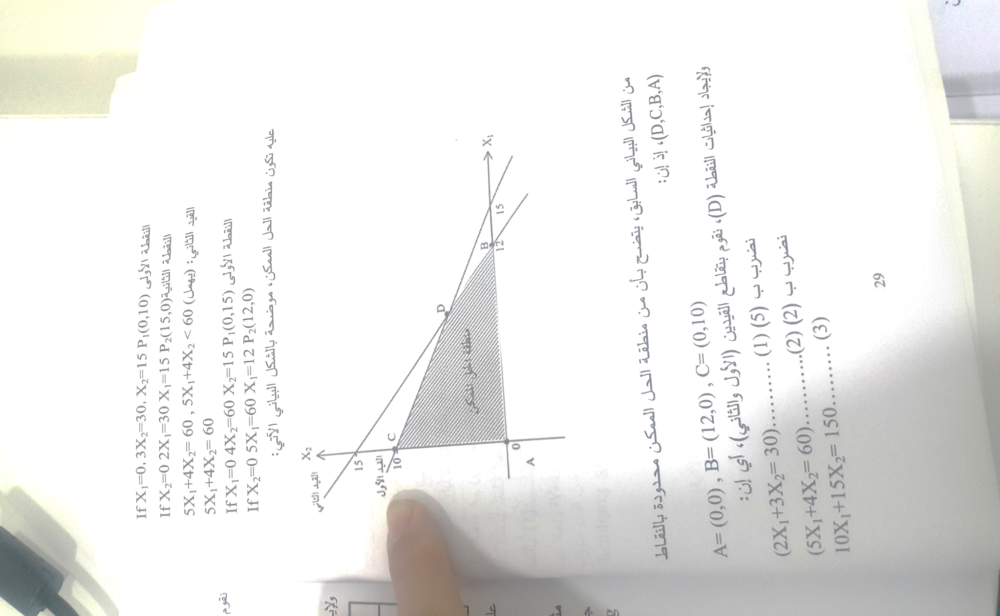 If X₁=0, 3X₂=30, X₂=15 P₁(0,10) النقطة الأولى
If X₂=0 2X₁=30 X₁=15 P₂(15,0) النقطة الثانية
5X₁+4X₂= 60 , 5X₁+4X₂ < 60 (يهمل) : القيد الثاني
5X₁+4X₂= 60
If X₁=0 4X₂=60 X₂=15 P₁(0,15) النقطة الأولى
If X₂=0 5X₁=60 X₁=12 P₂(12,0)
عليه تكون منطقة الحل الممكن، موضحة بالشكل البياني الآتي:
X₂
القيد الثاني
15
القيد الأول
10
C
D
منطقة الحل الممكن
B
X₁
0
12
15
A
من الشكل البياني السابق، يتضح بأن من منطقة الحل الممكن محدودة بالنقاط
(D,C,B,A)، إذ إن:
A= (0,0) , B= (12,0) , C= (0,10)
ولإيجاد إحداثيات النقطة (D)، نقوم بتقاطع القيدين (الأول والثاني)، أي إن:
(2X₁+3X₂= 30)........... (1) (5) نضرب ب
(5X₁+4X₂= 60)............(2) (2) نضرب ب
10X₁+15X₂= 150.......... (3)
29
نقوم